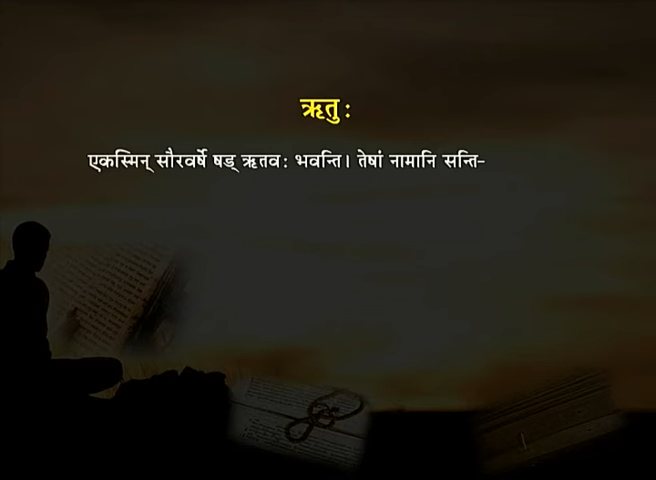 ऋतुः
एकस्मिन् सौरवर्षे षड् ऋतवः भवन्ति। तेषां नामानि सन्ति-